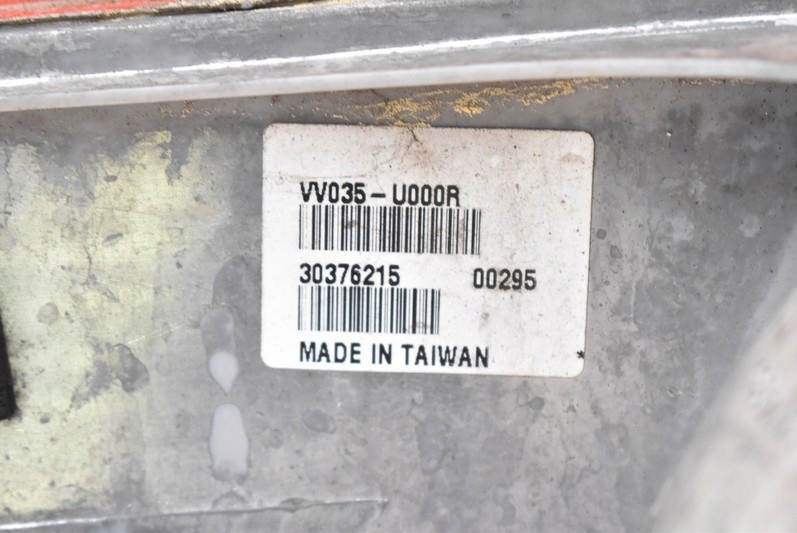 VV035-U000R
30376215 00295
MADE IN TAIWAN *